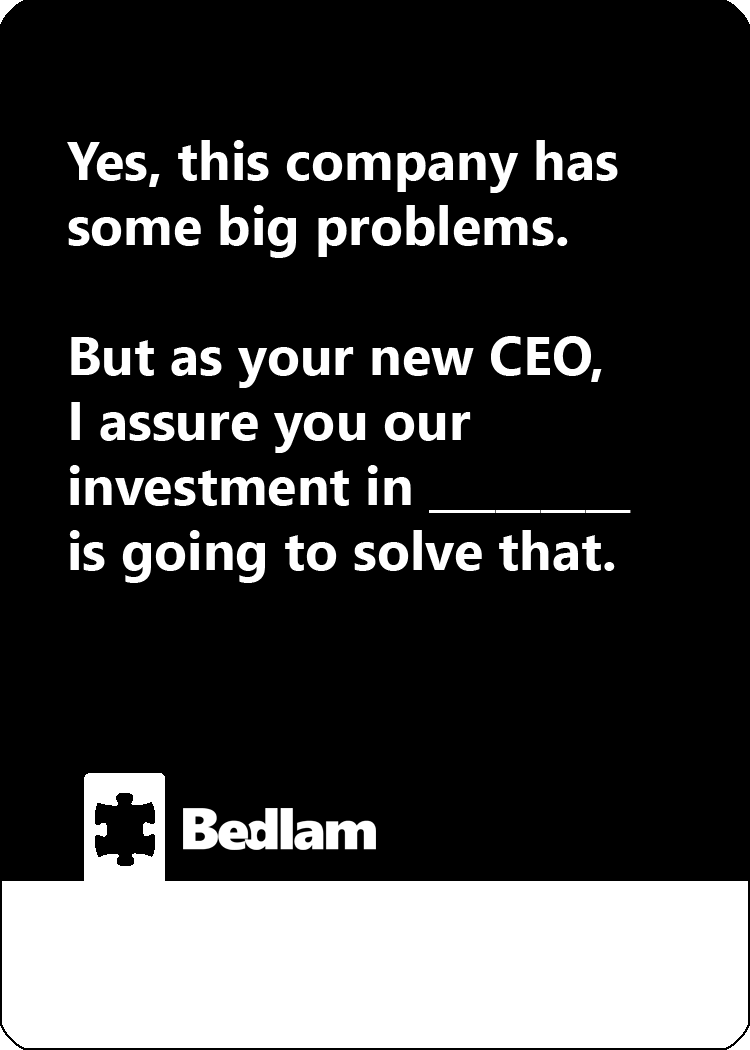 Yes, this company has
some big problems.
But as your new CEO,
I assure you our
investment in _________
is going to solve that.
Bedlam